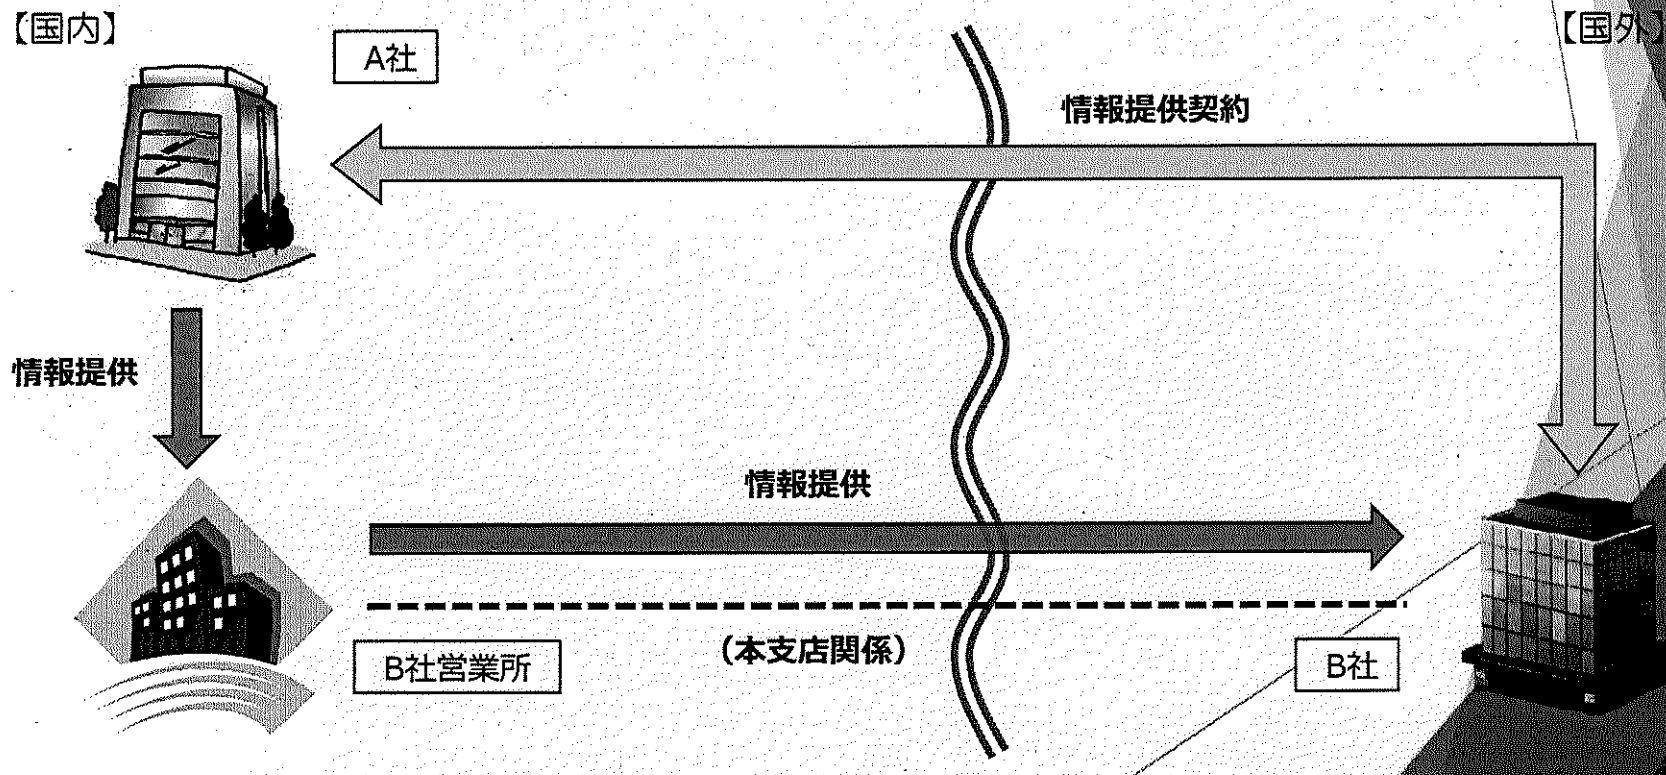 【国内】
【国外】
A社
情報提供契約
情報提供
情報提供
(本支店関係)
B社営業所
B社